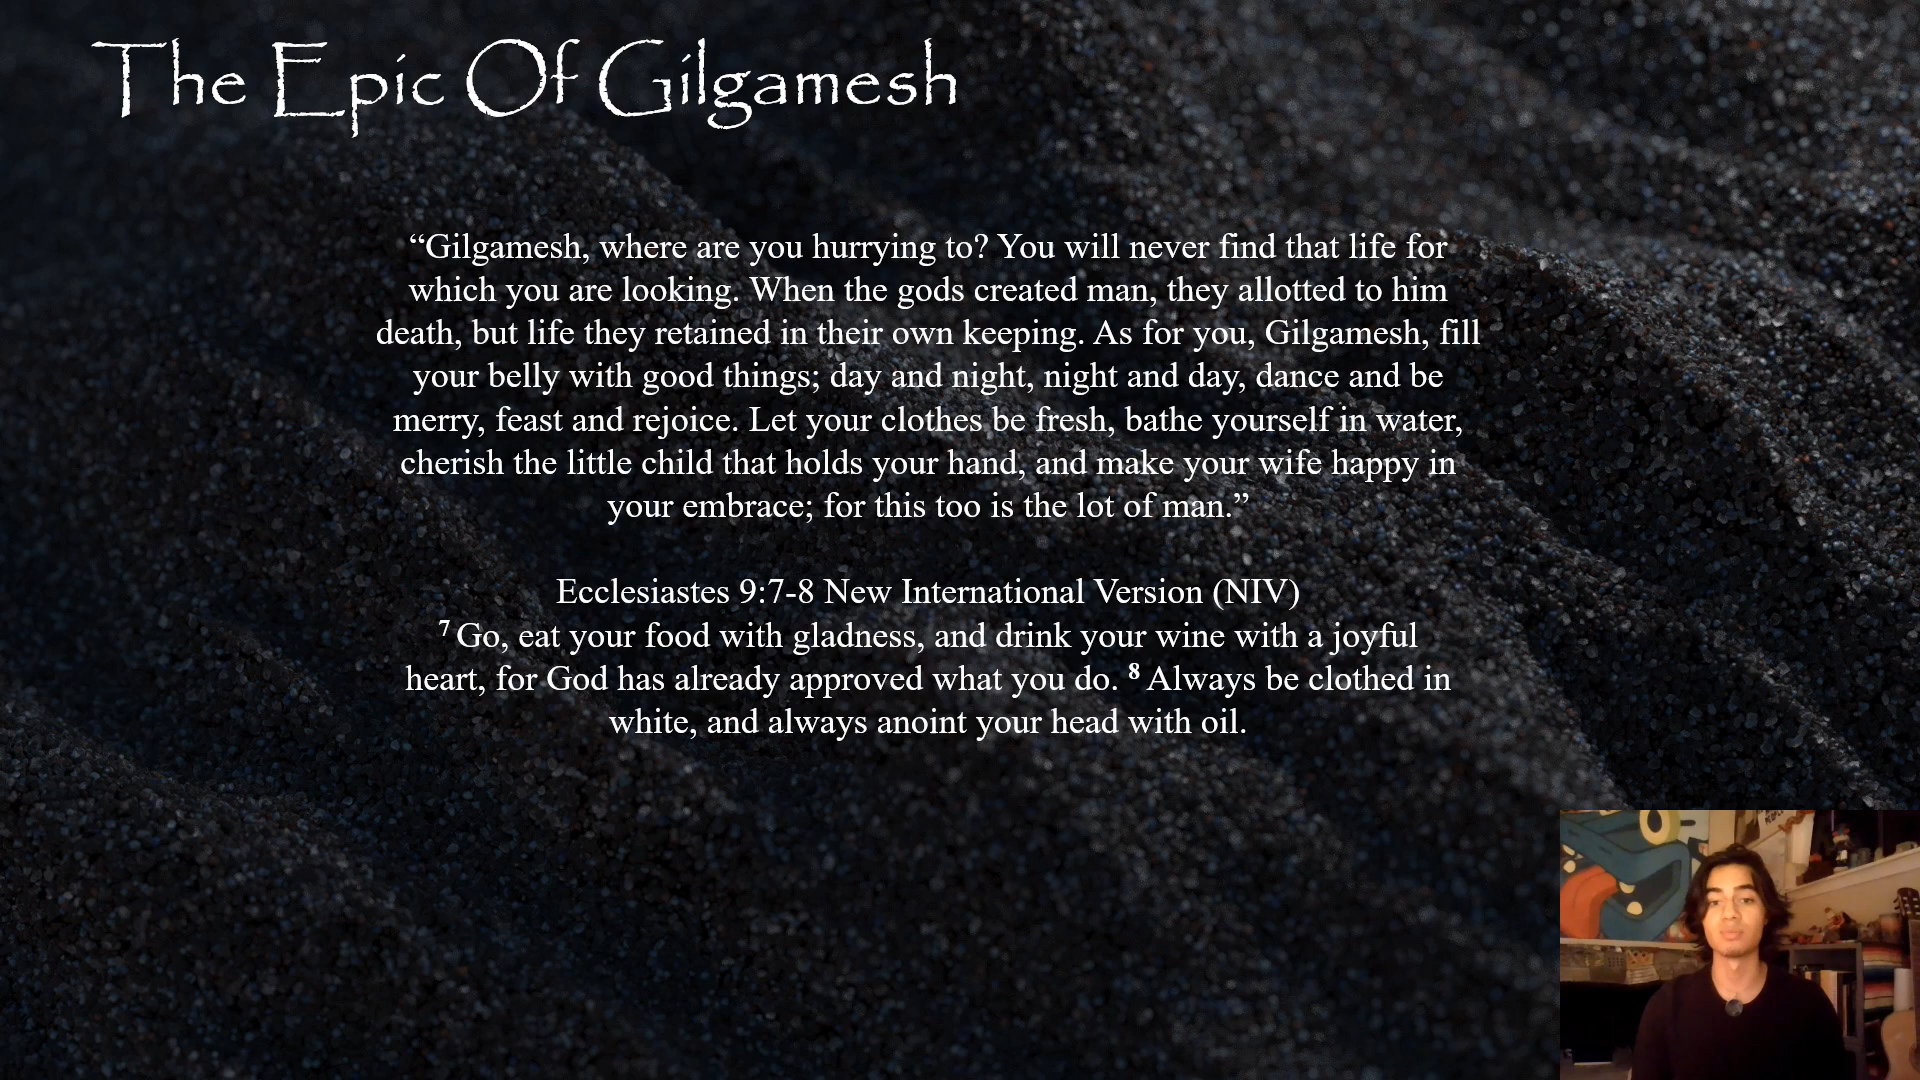 The Epic Of Gilgamesh
“Gilgamesh, where are you hurrying to? You will never find that life for
which you are looking. When the gods created man, they allotted to him
death, but life they retained in their own keeping. As for you, Gilgamesh, fill
your belly with good things; day and night, night and day, dance and be
merry, feast and rejoice. Let your clothes be fresh, bathe yourself in water,
cherish the little child that holds your hand, and make your wife happy in
your embrace; for this too is the lot of man.”
Ecclesiastes 9:7-8 New International Version (NIV)
7 Go, eat your food with gladness, and drink your wine with a joyful
heart, for God has already approved what you do. 8 Always be clothed in
white, and always anoint your head with oil.